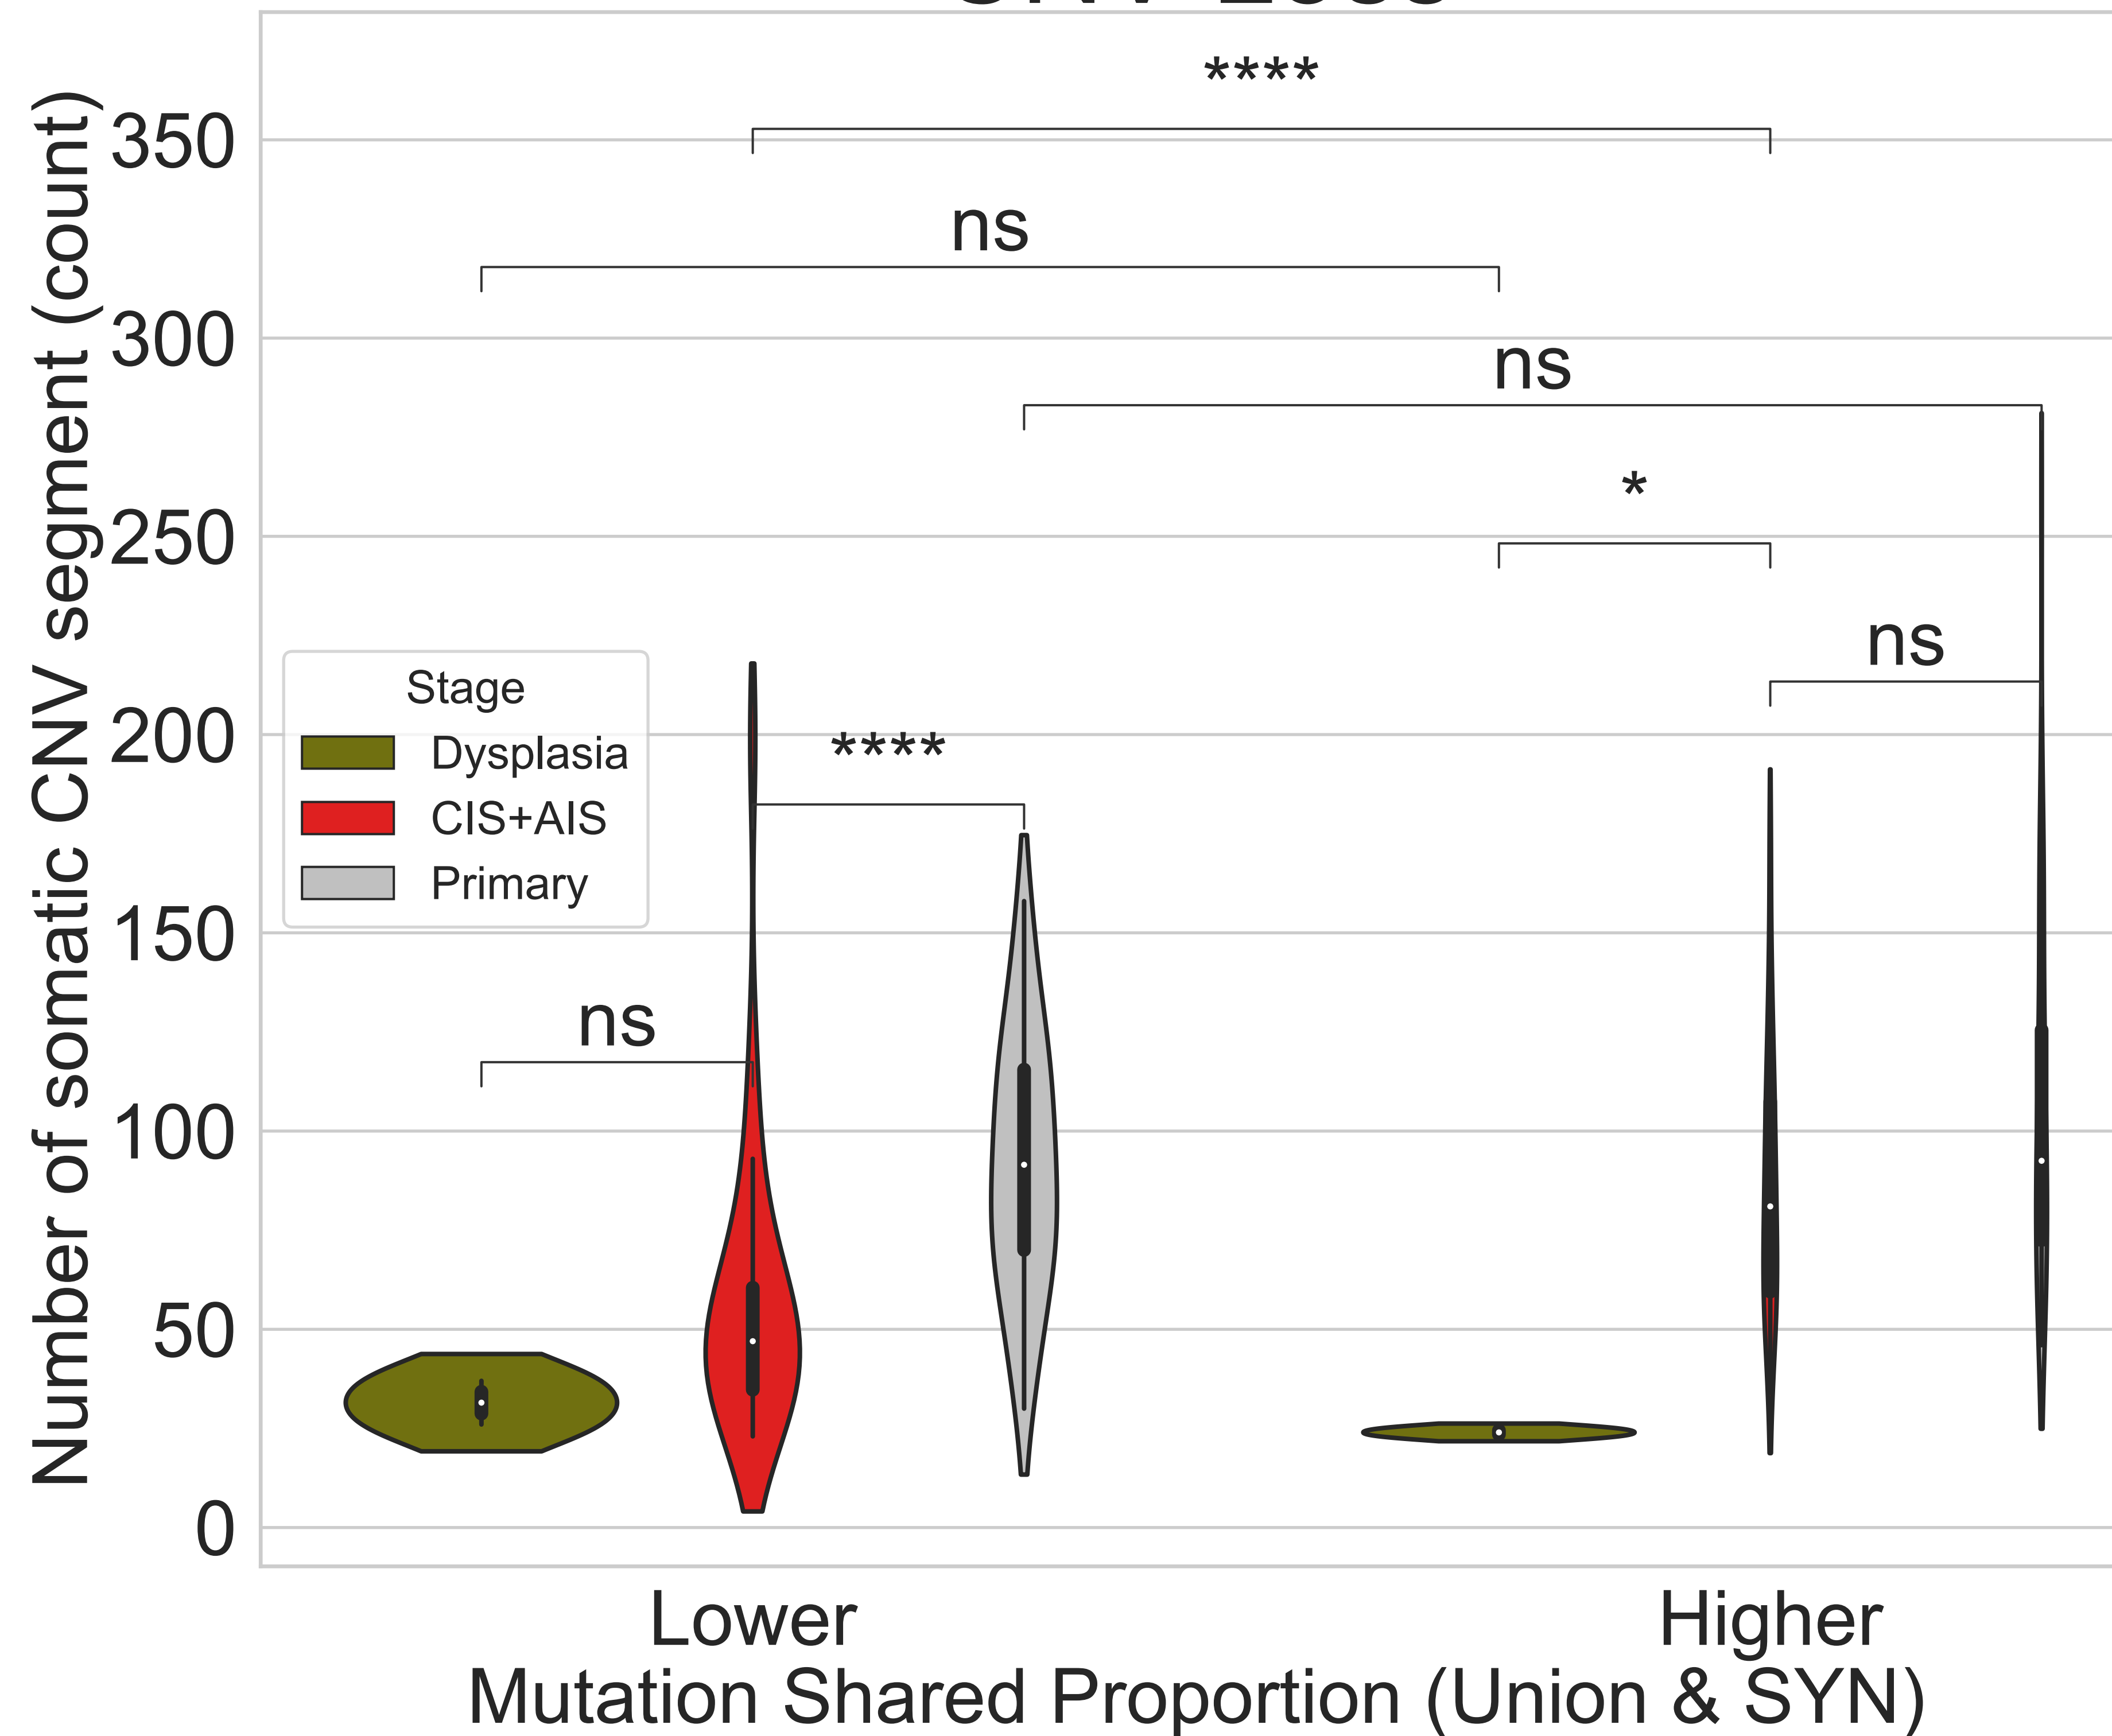 ****
350
ns
300
ns
*
250
ns
200
****
150
ns
100
50
0
Number of somatic CNV segment (count)
Stage
Dysplasia
CIS+AIS
Primary
Lower
Higher
Mutation Shared Proportion (Union & SYN)